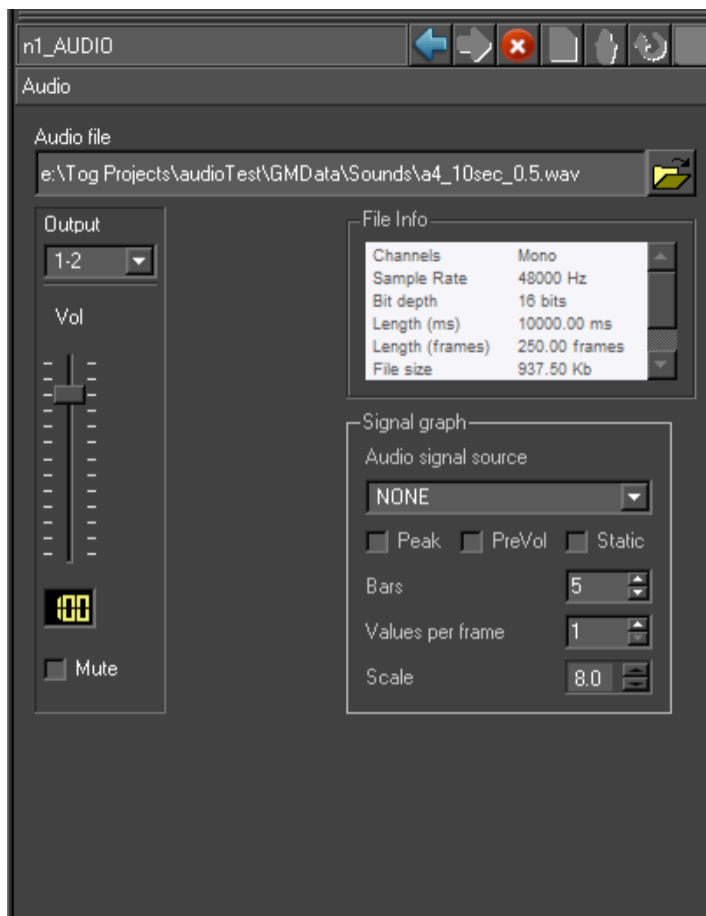 n1_AUDIO
Audio
Audio file
e:\Tog Projects\audioTest\GMData\Sounds\a4_10sec_0.5.wav
Output
1-2
Vol
100
Mute
File Info
Channels Mono
Sample Rate 48000 Hz
Bit depth 16 bits
Length (ms) 10000.00 ms
Length (frames) 250.00 frames
File size 937.50 Kb
Signal graph
Audio signal source
NONE
Peak PreVol Static
Bars 5
Values per frame 1
Scale 8.0